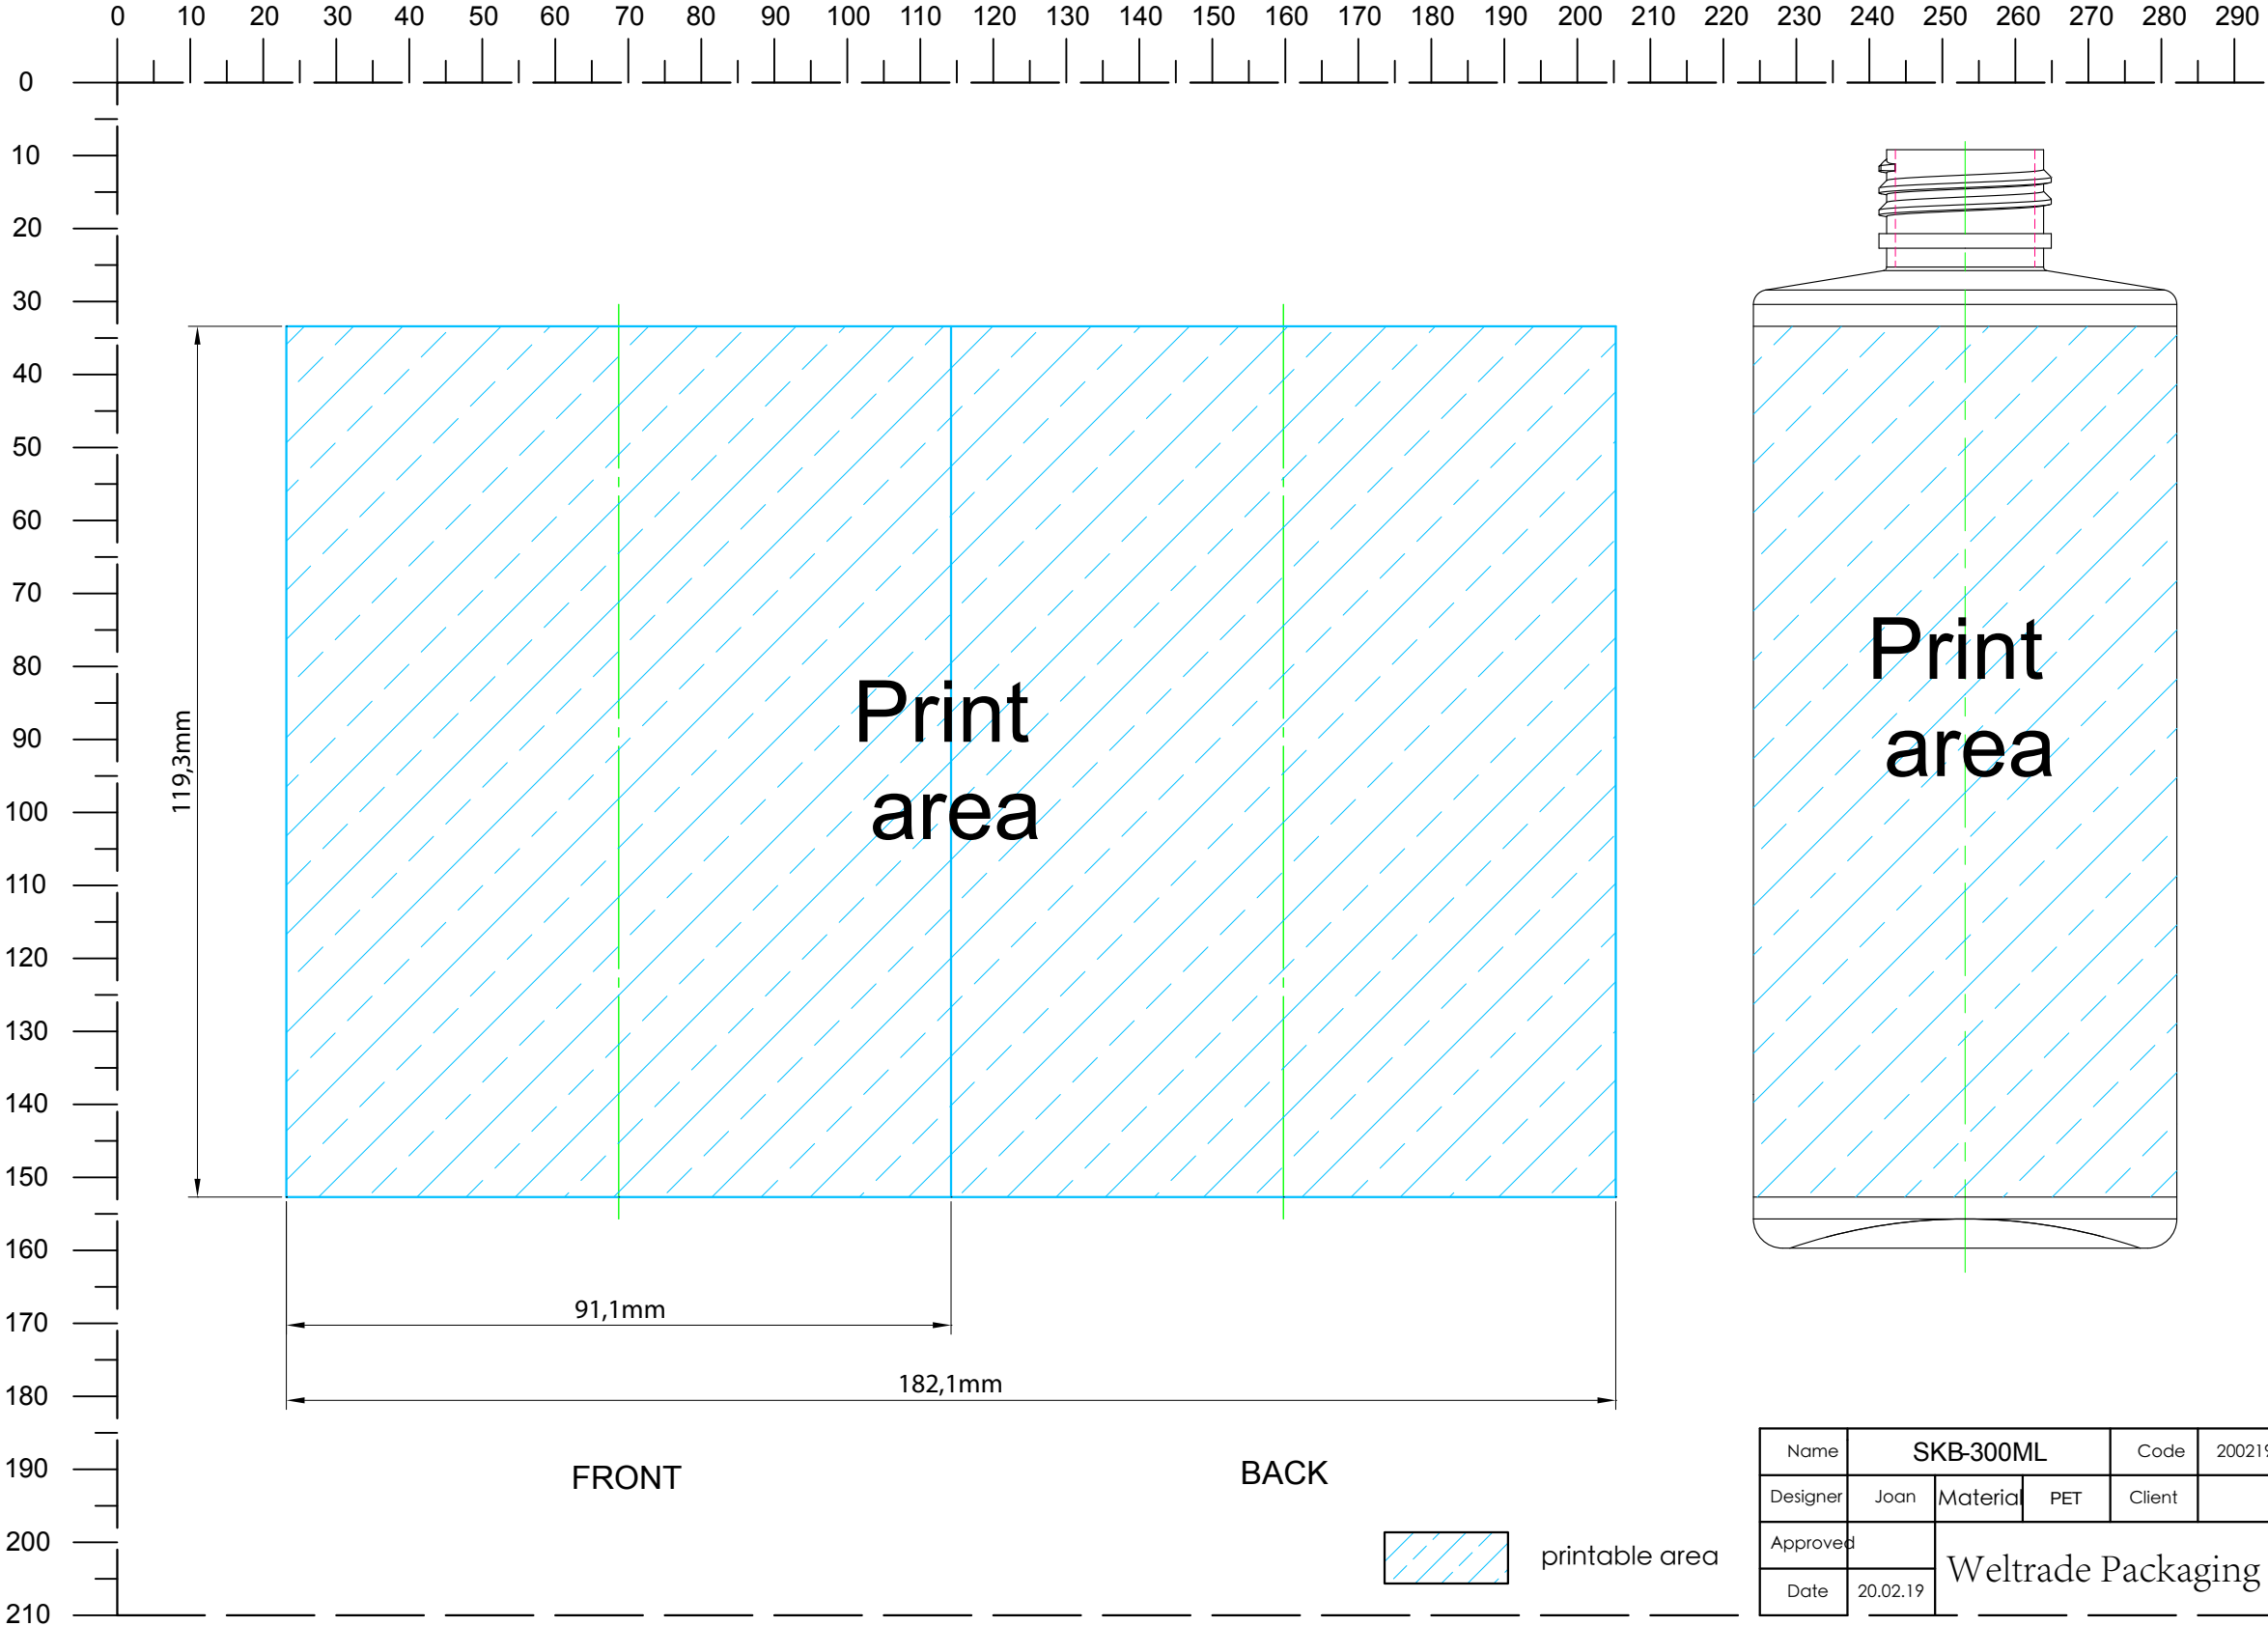 0 10 20 30 40 50 60 70 80 90 100 110 120 130 140 150 160 170 180 190 200 210 220 230 240 250 260 270 280 290
0
10
20
30
40
50
60
70
80
90
100
110
120
130
140
150
160
170
180
190
200
210
119,3mm
Print
area
Print
area
91,1mm
182,1mm
FRONT
BACK
printable area
Name SKB-300ML Code 200219
Designer Joan Material PET Client
Approved
Date 20.02.19
Weltrade Packaging